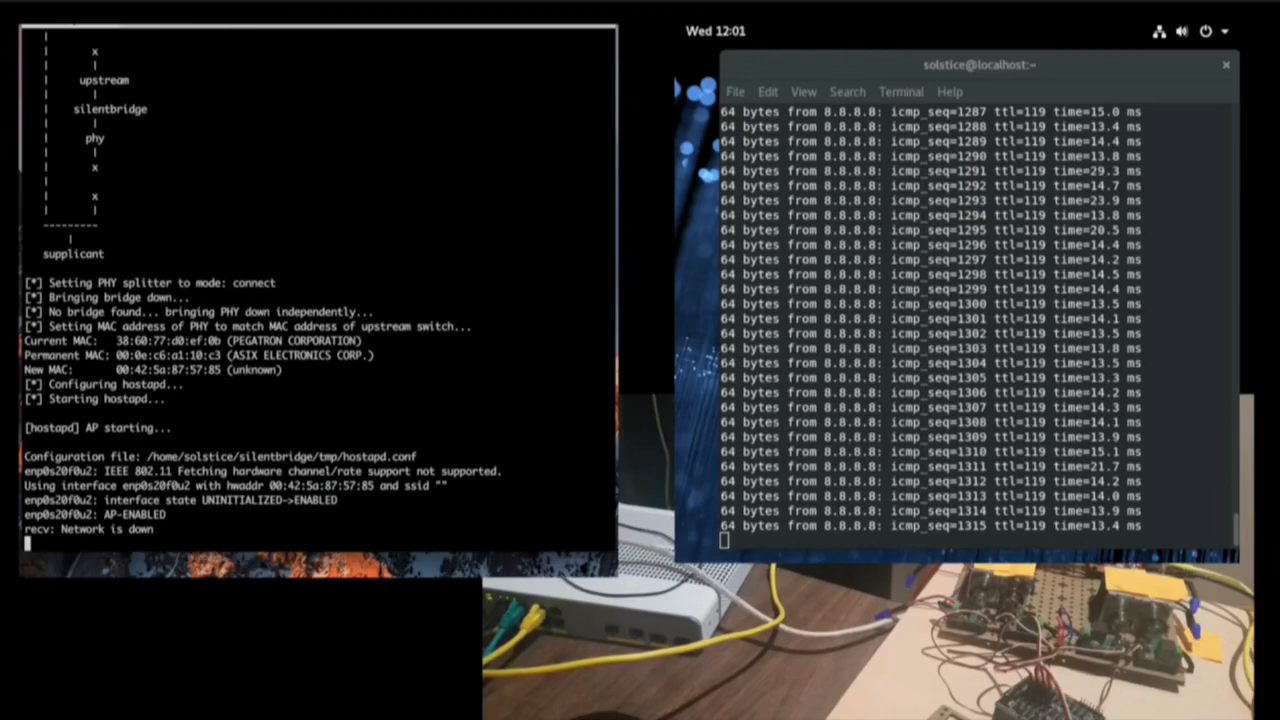 x
upstream
silentbridge
phy
x
x
---------
supplicant
[*] Setting PHY splitter to mode: connect
[*] Bringing bridge down...
[*] No bridge found... bringing PHY down independently...
[*] Setting MAC address of PHY to match MAC address of upstream switch...
Current MAC:   38:60:77:d0:ef:0b (PEGATRON CORPORATION)
Permanent MAC: 00:0e:c6:a1:10:c3 (ASIX ELECTRONICS CORP.)
New MAC:       00:42:5a:87:57:85 (unknown)
[*] Configuring hostapd...
[*] Starting hostapd...
[hostapd] AP starting...
Configuration file: /home/solstice/silentbridge/tmp/hostapd.conf
enp0s20f0u2: IEEE 802.11 Fetching hardware channel/rate support not supported.
Using interface enp0s20f0u2 with hwaddr 00:42:5a:87:57:85 and ssid ""
enp0s20f0u2: interface state UNINITIALIZED->ENABLED
enp0s20f0u2: AP-ENABLED
recv: Network is down
Wed 12:01
solstice@localhost:~
File Edit View Search Terminal Help
64 bytes from 8.8.8.8: icmp_seq=1287 ttl=119 time=15.0 ms
64 bytes from 8.8.8.8: icmp_seq=1288 ttl=119 time=13.4 ms
64 bytes from 8.8.8.8: icmp_seq=1289 ttl=119 time=14.4 ms
64 bytes from 8.8.8.8: icmp_seq=1290 ttl=119 time=13.8 ms
64 bytes from 8.8.8.8: icmp_seq=1291 ttl=119 time=29.3 ms
64 bytes from 8.8.8.8: icmp_seq=1292 ttl=119 time=14.7 ms
64 bytes from 8.8.8.8: icmp_seq=1293 ttl=119 time=23.9 ms
64 bytes from 8.8.8.8: icmp_seq=1294 ttl=119 time=13.8 ms
64 bytes from 8.8.8.8: icmp_seq=1295 ttl=119 time=20.5 ms
64 bytes from 8.8.8.8: icmp_seq=1296 ttl=119 time=14.4 ms
64 bytes from 8.8.8.8: icmp_seq=1297 ttl=119 time=14.2 ms
64 bytes from 8.8.8.8: icmp_seq=1298 ttl=119 time=14.5 ms
64 bytes from 8.8.8.8: icmp_seq=1299 ttl=119 time=14.4 ms
64 bytes from 8.8.8.8: icmp_seq=1300 ttl=119 time=13.5 ms
64 bytes from 8.8.8.8: icmp_seq=1301 ttl=119 time=14.1 ms
64 bytes from 8.8.8.8: icmp_seq=1302 ttl=119 time=13.5 ms
64 bytes from 8.8.8.8: icmp_seq=1303 ttl=119 time=13.8 ms
64 bytes from 8.8.8.8: icmp_seq=1304 ttl=119 time=13.5 ms
64 bytes from 8.8.8.8: icmp_seq=1305 ttl=119 time=13.3 ms
64 bytes from 8.8.8.8: icmp_seq=1306 ttl=119 time=14.2 ms
64 bytes from 8.8.8.8: icmp_seq=1307 ttl=119 time=14.3 ms
64 bytes from 8.8.8.8: icmp_seq=1308 ttl=119 time=14.1 ms
64 bytes from 8.8.8.8: icmp_seq=1309 ttl=119 time=13.9 ms
64 bytes from 8.8.8.8: icmp_seq=1310 ttl=119 time=15.1 ms
64 bytes from 8.8.8.8: icmp_seq=1311 ttl=119 time=21.7 ms
64 bytes from 8.8.8.8: icmp_seq=1312 ttl=119 time=14.2 ms
64 bytes from 8.8.8.8: icmp_seq=1313 ttl=119 time=14.0 ms
64 bytes from 8.8.8.8: icmp_seq=1314 ttl=119 time=13.9 ms
64 bytes from 8.8.8.8: icmp_seq=1315 ttl=119 time=13.4 ms